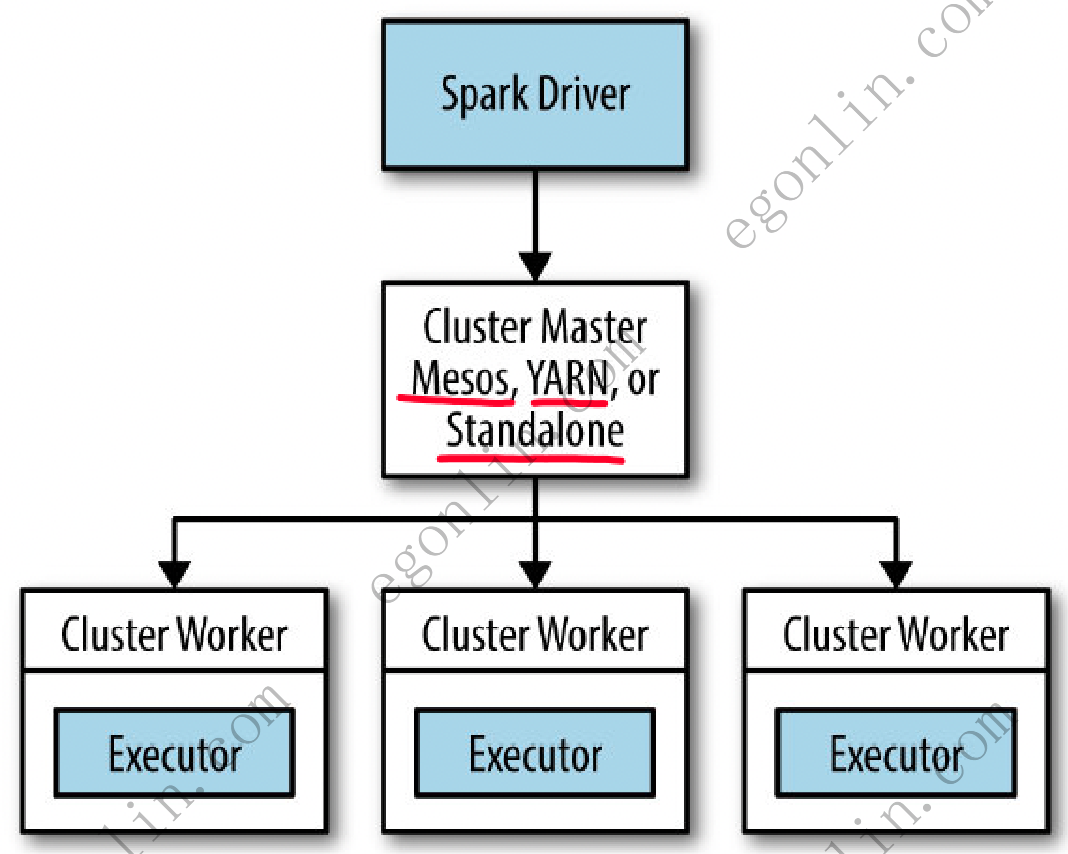 Spark Driver
Cluster Master
Mesos, YARN, or
Standalone
Cluster Worker
Executor
Cluster Worker
Executor
Cluster Worker
Executor
egonlin.com
egonlin.com
lin.com
lin.com